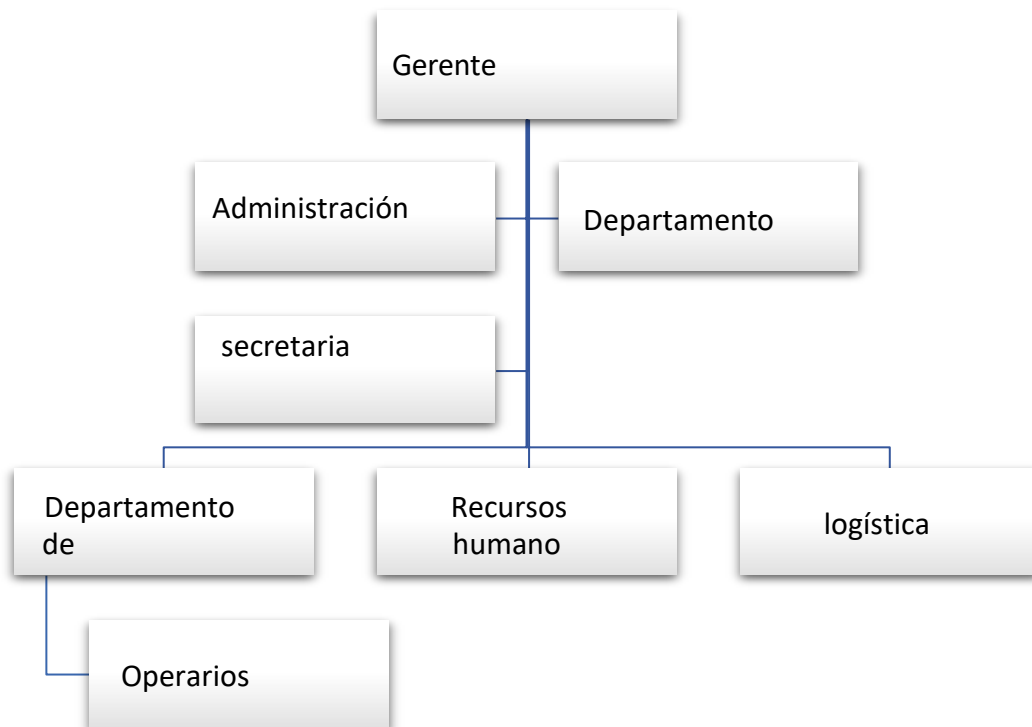 Gerente
Administración
Departamento
secretaria
Departamento
de
Recursos
humano
logística
Operarios